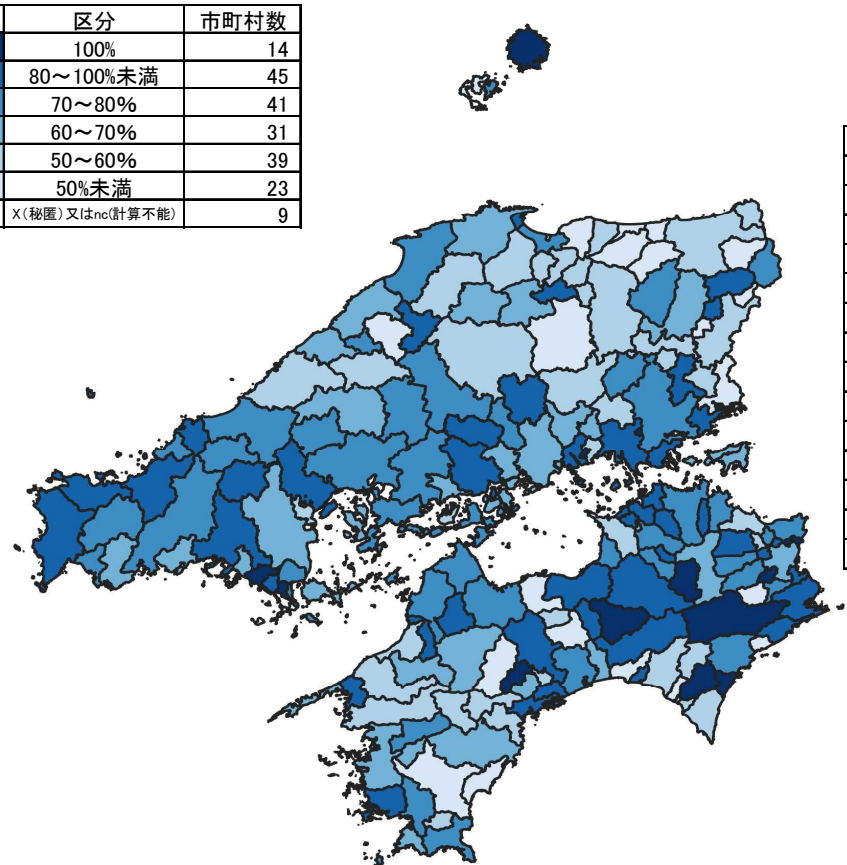 区分 市町村数
100% 14
80～100%未満 45
70～80% 41
60～70% 31
50～60% 39
50%未満 23
X(秘匿)又はnc(計算不能) 9